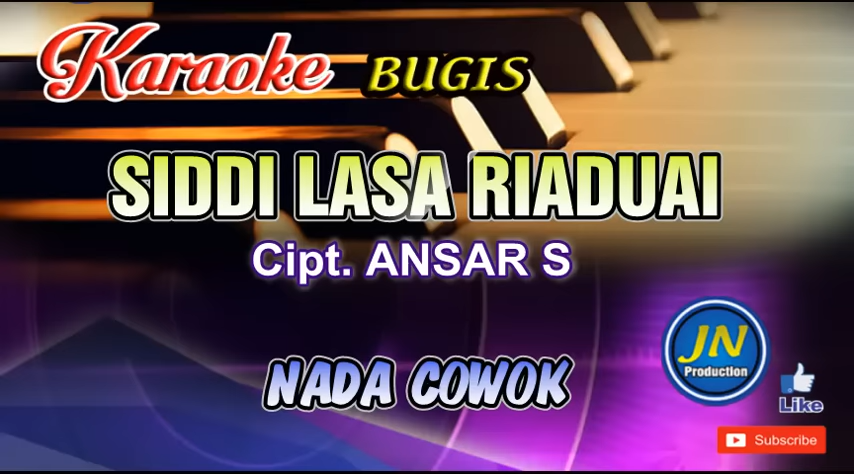 Karaoke BUGIS
SIDDI LASA RIADUAI
Cipt. ANSAR S
NADA COWOK
JN
Production
Like
Subscribe